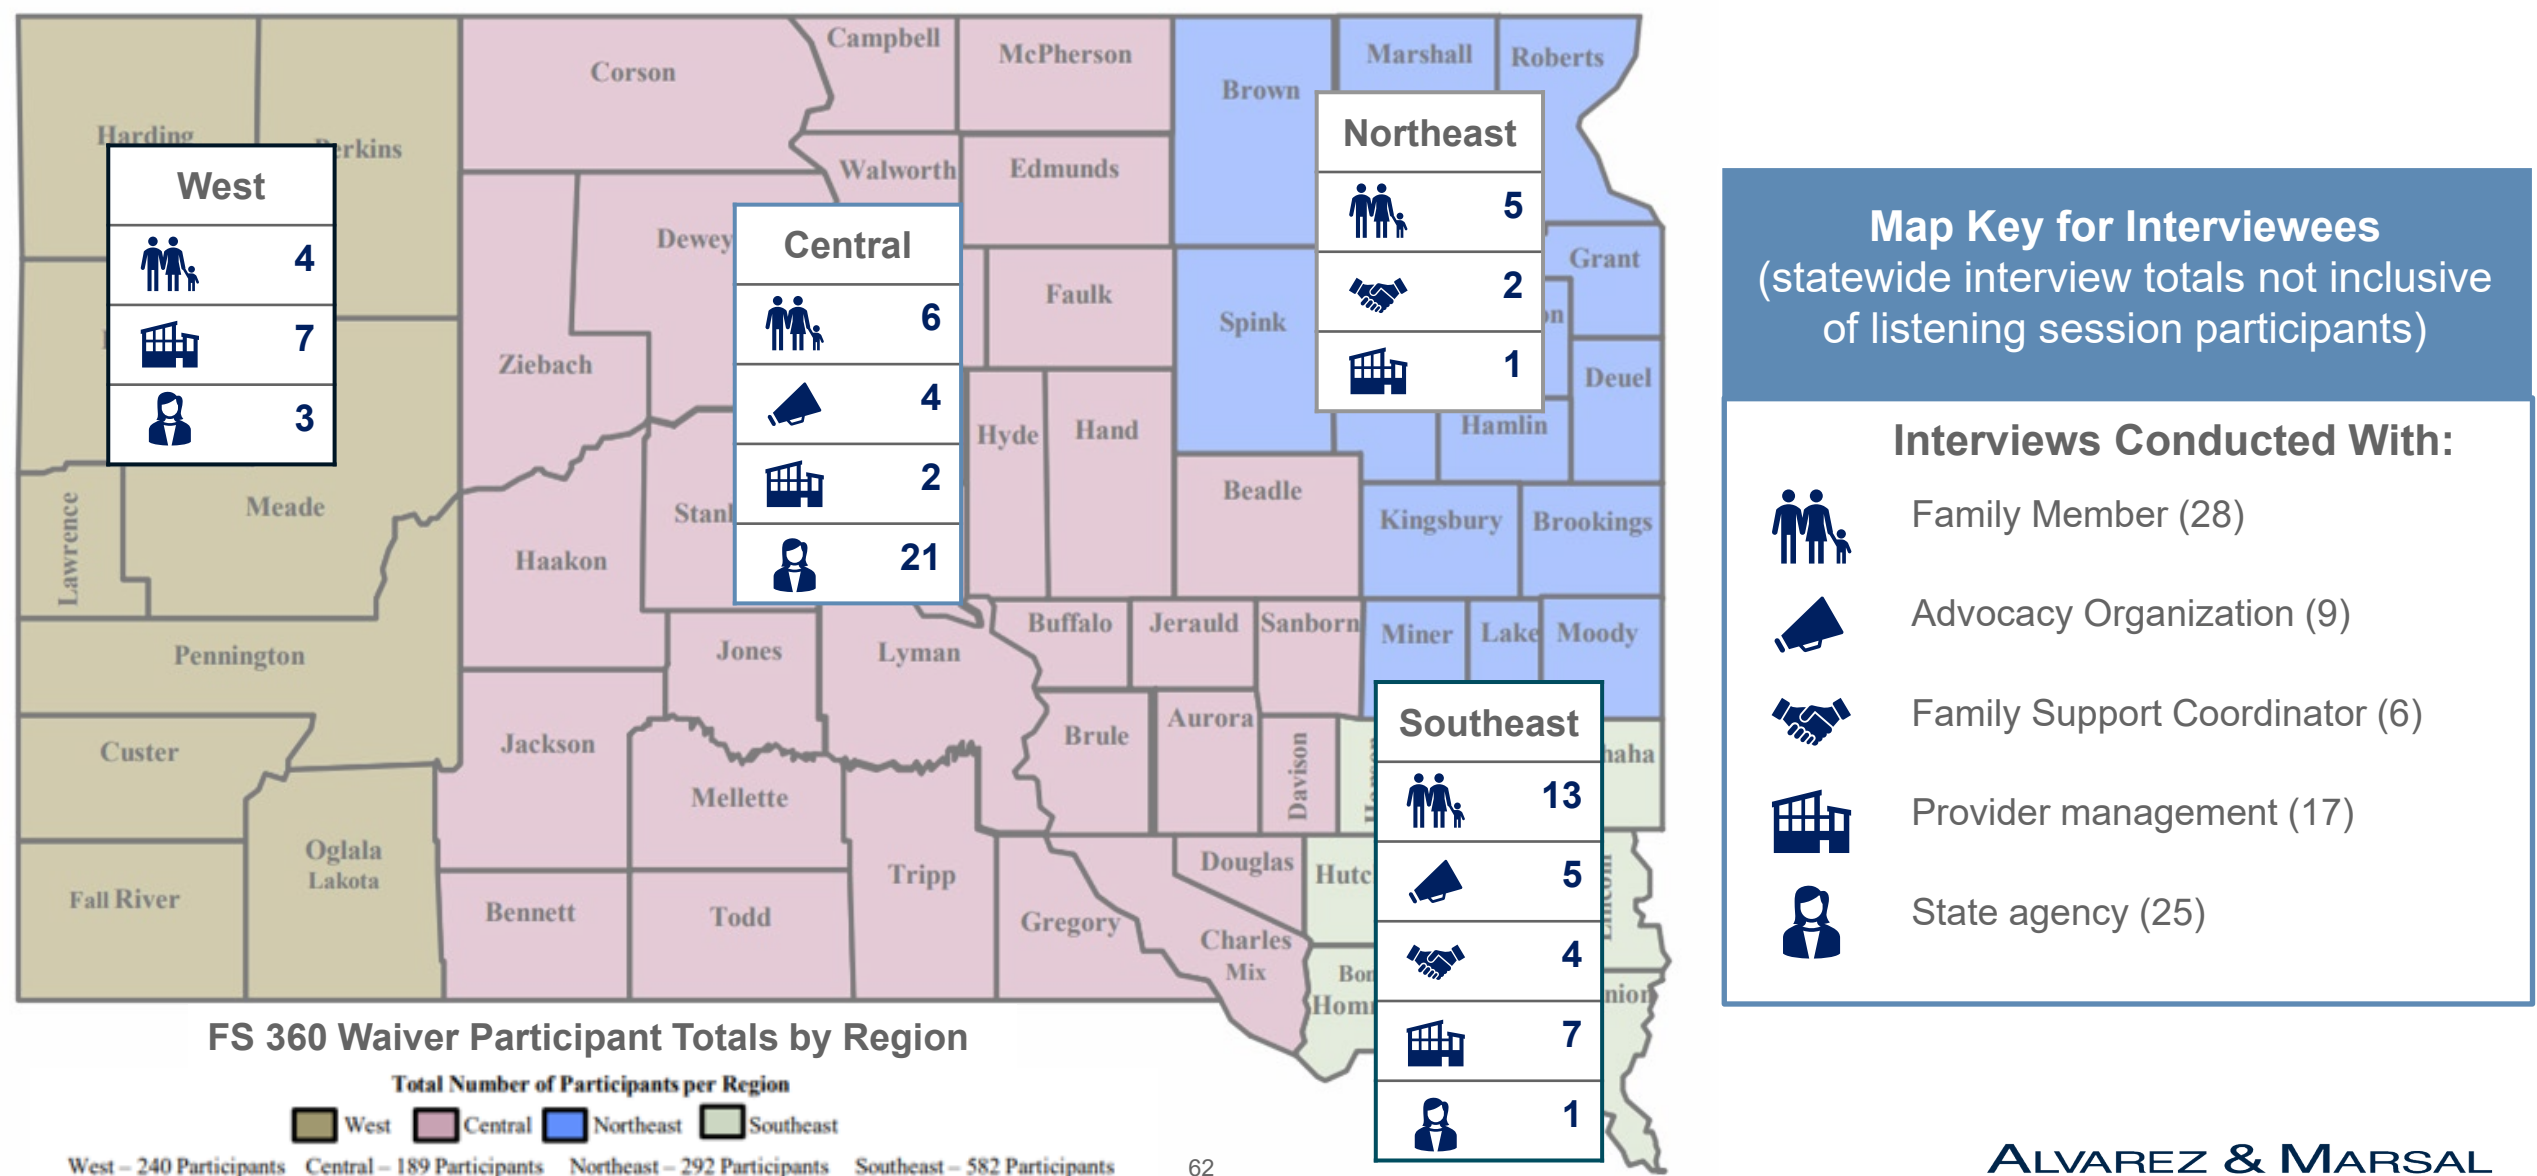 Campbell
McPherson
Corson
Brown
Marshall
Roberts
Harding
Perkins
Walworth
Edmunds
Northeast
5
2
1
West
4
7
3
Dewey
Central
6
4
2
21
Faulk
Spink
Grant
on
Deuel
Hamlin
Ziebach
Hyde
Hand
Beadle
Kingsbury
Brookings
Lawrence
Meade
Haakon
Stanl
Pennington
Jones
Lyman
Buffalo
Jerauld
Sanborn
Miner
Lake
Moody
Custer
Jackson
Brule
Aurora
Davison
Southeast
13
5
4
7
1
haha
Mellette
Oglala
Lakota
Fall River
Bennett
Todd
Tripp
Gregory
Douglas
Charles
Mix
Hutc
Bon
Hom
nion
Map Key for Interviewees
(statewide interview totals not inclusive
of listening session participants)
Interviews Conducted With:
Family Member (28)
Advocacy Organization (9)
Family Support Coordinator (6)
Provider management (17)
State agency (25)
FS 360 Waiver Participant Totals by Region
Total Number of Participants per Region
West Central Northeast Southeast
West – 240 Participants Central – 189 Participants Northeast – 292 Participants Southeast – 582 Participants
62
ALVAREZ & MARSAL